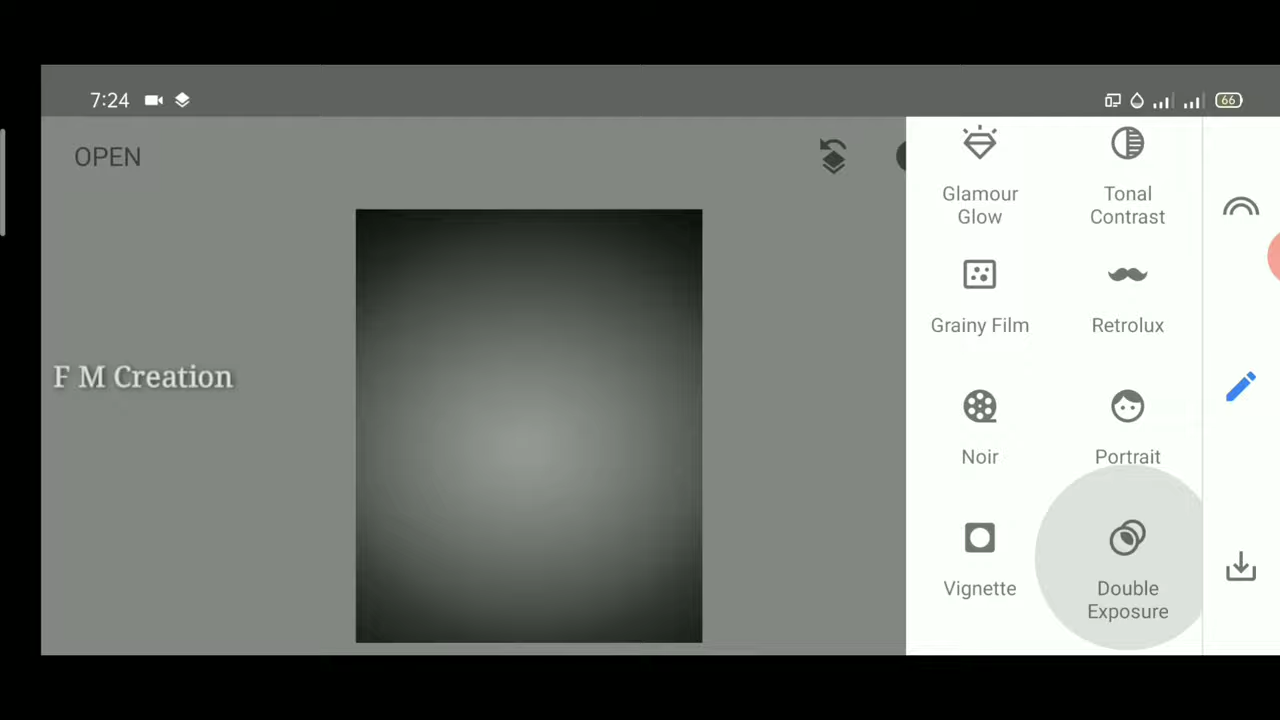 7:24
66
OPEN
Glamour
Glow
Tonal
Contrast
Grainy Film
Retrolux
F M Creation
Noir
Portrait
Vignette
Double
Exposure